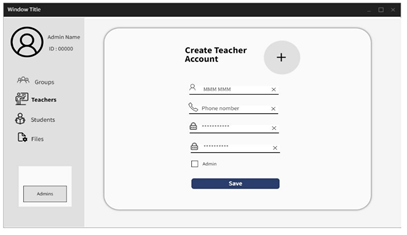 Window Title
Admin Name
ID : 00000
Groups
Teachers
Students
Files
Admins
Create Teacher
Account
+
MMM MMM
Phone nomber
••••••••••
••••••••••
Admin
Save